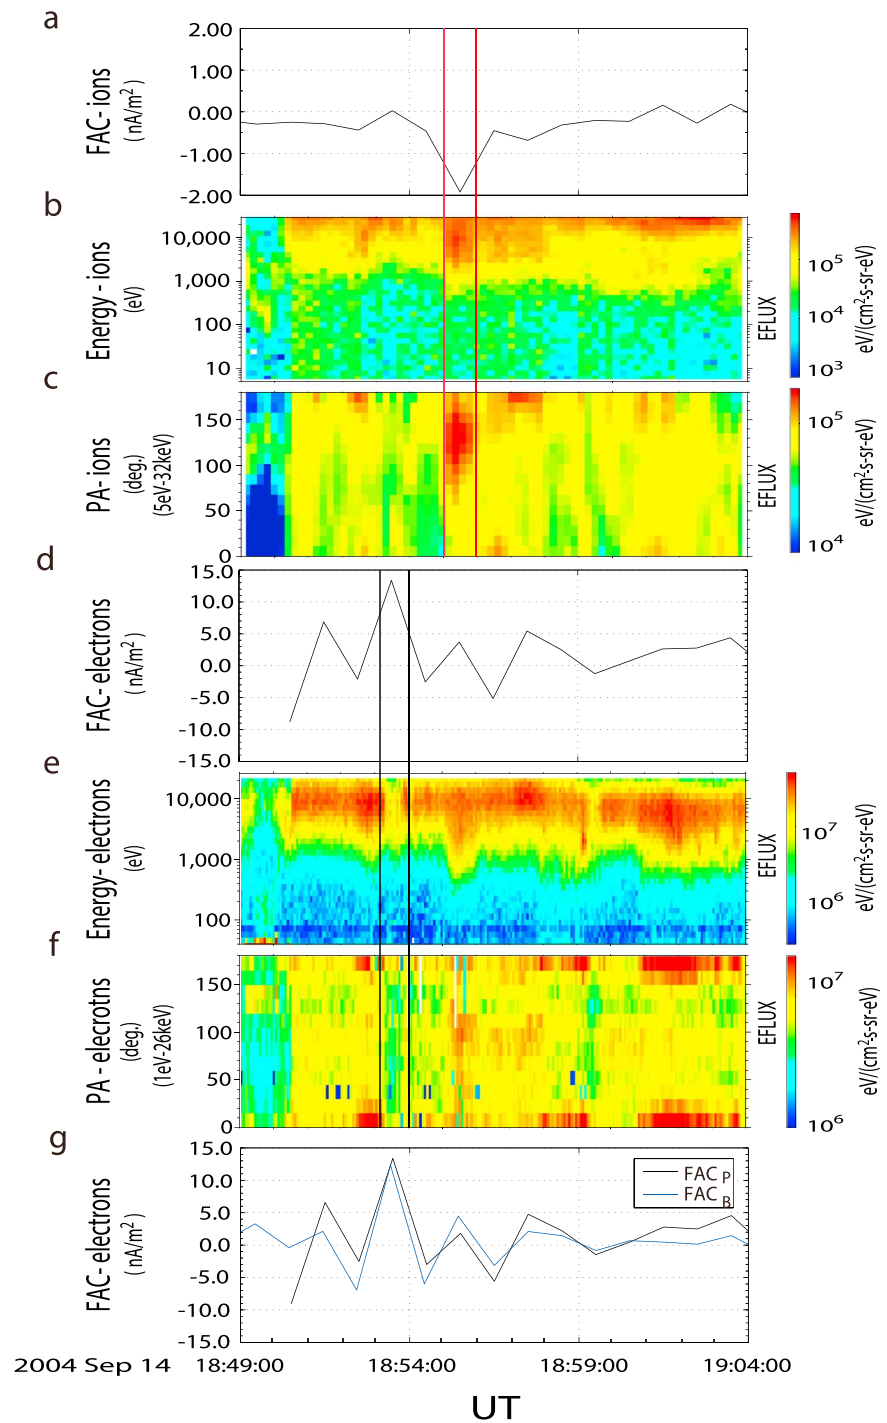 a
2.00
1.00
0.00
-1.00
-2.00
FAC- ions
( nA/m²)
b
10,000
1,000
100
10
Energy - ions
(eV)
10⁵
10⁴
10³
EFLUX
eV/(cm²-s-sr-eV)
c
150
100
50
0
PA- ions
(deg.)
(5eV-32keV)
10⁵
10⁴
EFLUX
eV/(cm²-s-sr-eV)
d
15.0
10.0
5.0
0.0
-5.0
-10.0
-15.0
FAC- electrons
( nA/m²)
e
10,000
1,000
100
Energy- electrons
(eV)
10⁷
10⁶
EFLUX
eV/(cm²-s-sr-eV)
f
150
100
50
0
PA - elecrotns
(deg.)
(1eV-26keV)
10⁷
10⁶
EFLUX
eV/(cm²-s-sr-eV)
g
15.0
10.0
5.0
0.0
-5.0
-10.0
-15.0
FAC- electrons
( nA/m²)
FAC P
FAC B
2004 Sep 14 18:49:00 18:54:00 18:59:00 19:04:00
UT